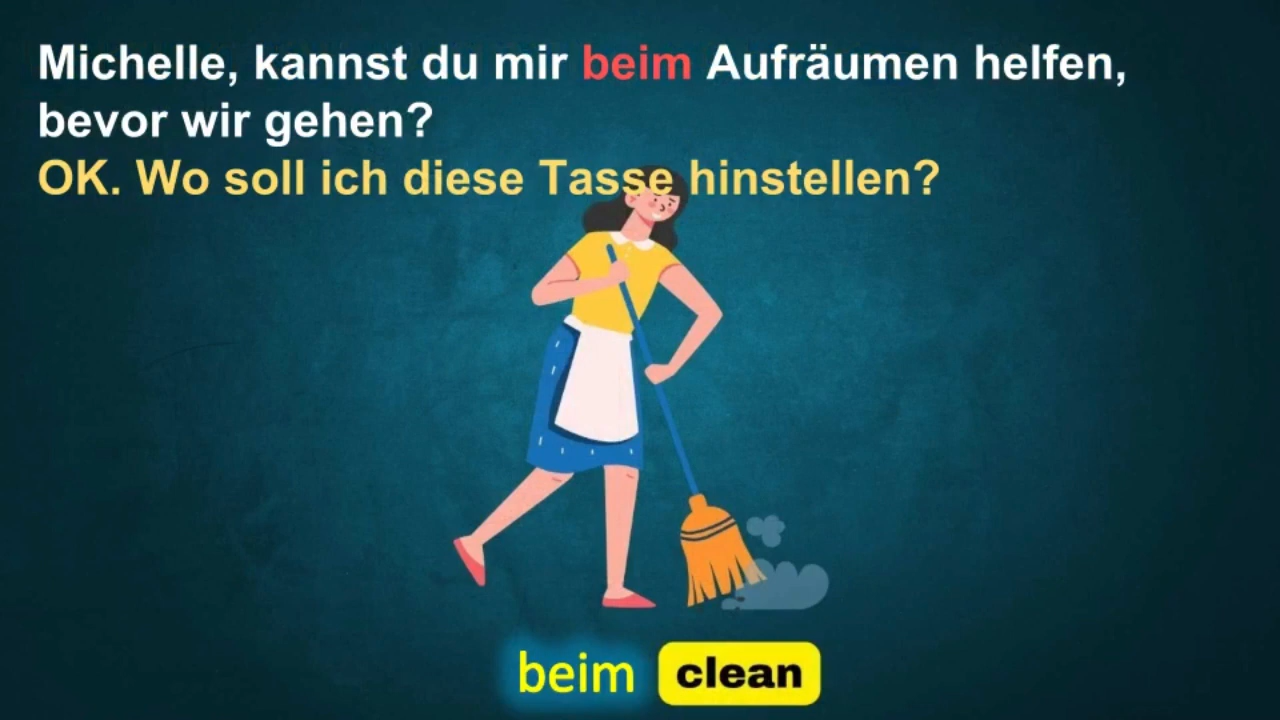 Michelle, kannst du mir beim Aufräumen helfen,
bevor wir gehen?
OK. Wo soll ich diese Tasse hinstellen?
beim clean